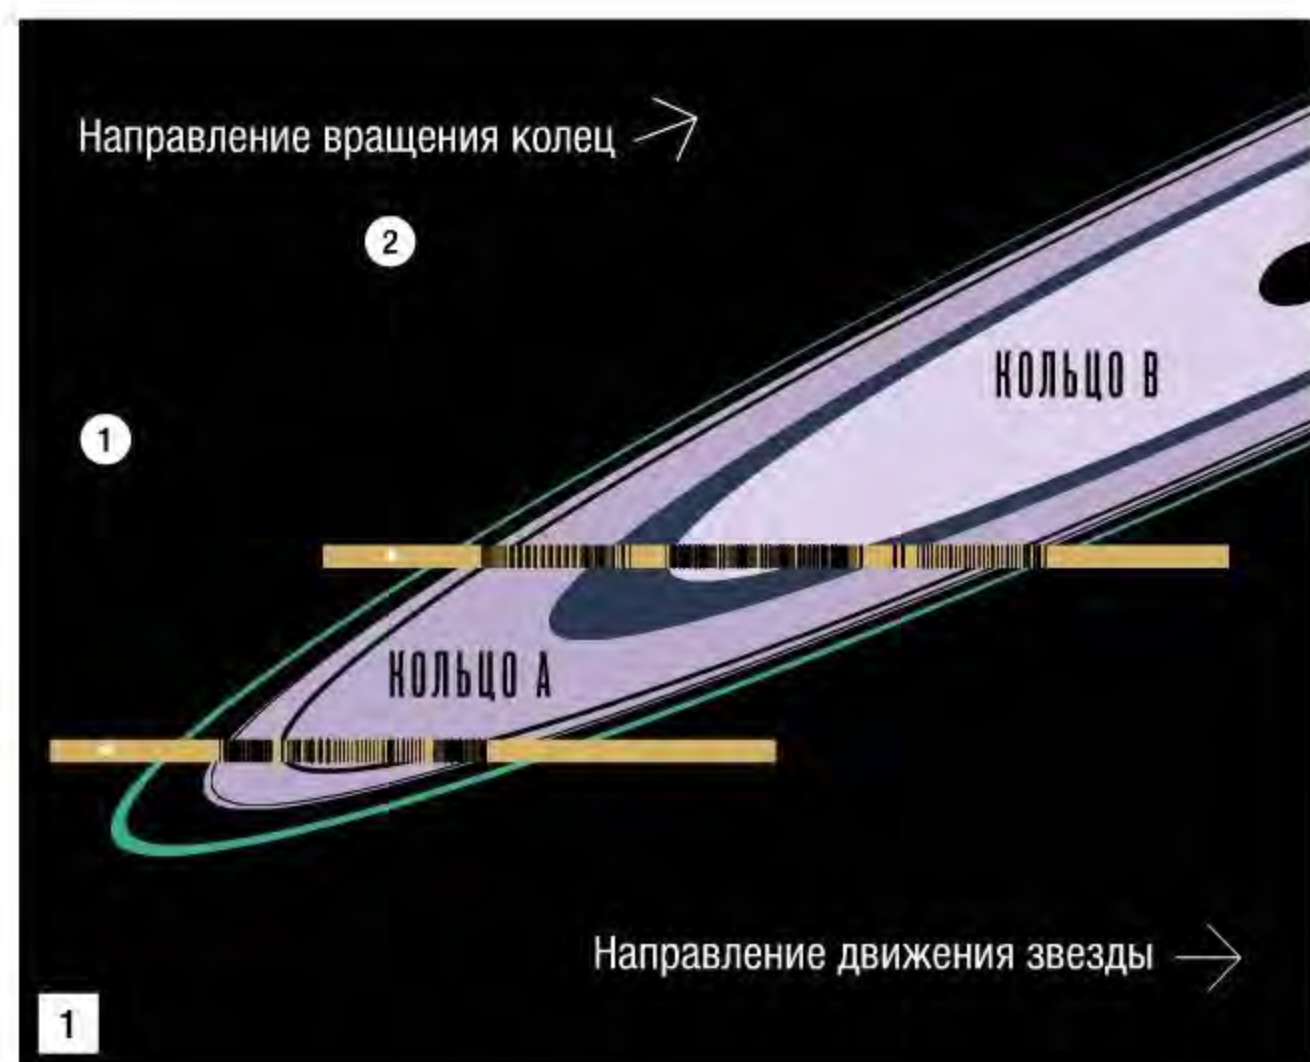 Направление вращения колец
2
1
КОЛЬЦО В
КОЛЬЦО А
Направление движения звезды
1